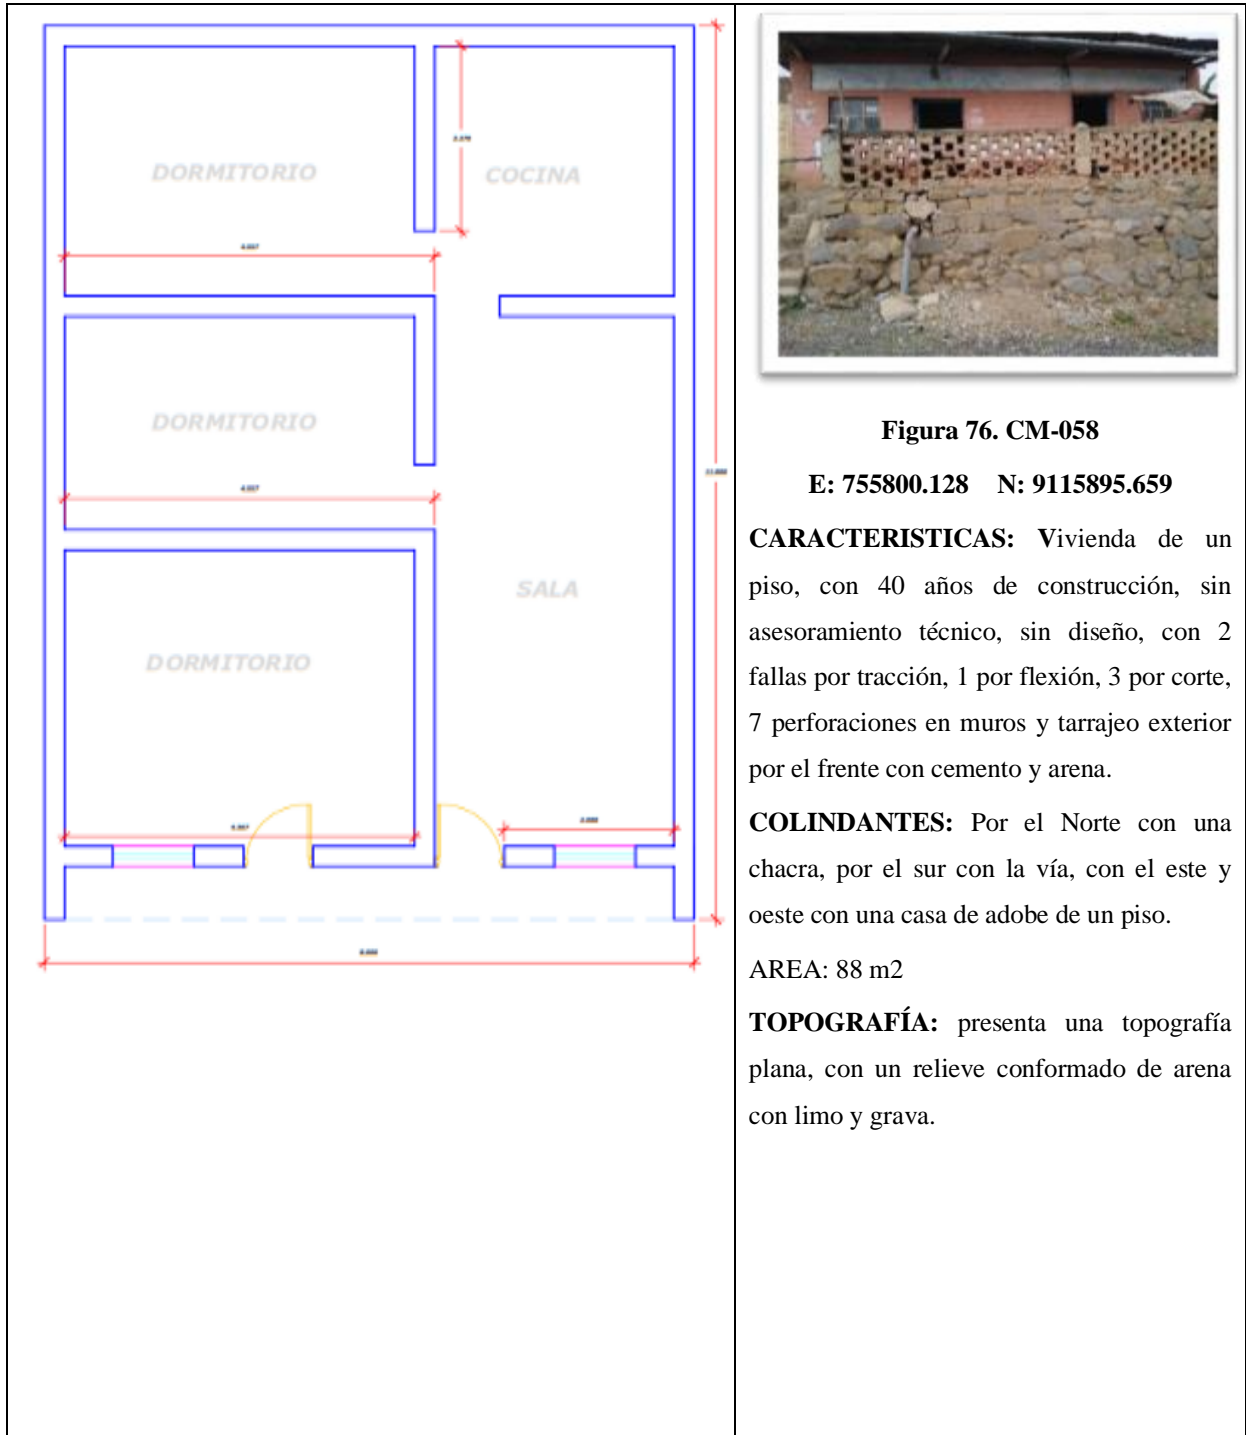 DORMITORIO
COCINA
DORMITORIO
SALA
DORMITORIO
Figura 76. CM-058
E: 755800.128 N: 9115895.659
CARACTERISTICAS: Vivienda de un
piso, con 40 años de construcción, sin
asesoramiento técnico, sin diseño, con 2
fallas por tracción, 1 por flexión, 3 por corte,
7 perforaciones en muros y tarrajeo exterior
por el frente con cemento y arena.
COLINDANTES: Por el Norte con una
chacra, por el sur con la vía, con el este y
oeste con una casa de adobe de un piso.
AREA: 88 m2
TOPOGRAFÍA: presenta una topografía
plana, con un relieve conformado de arena
con limo y grava.